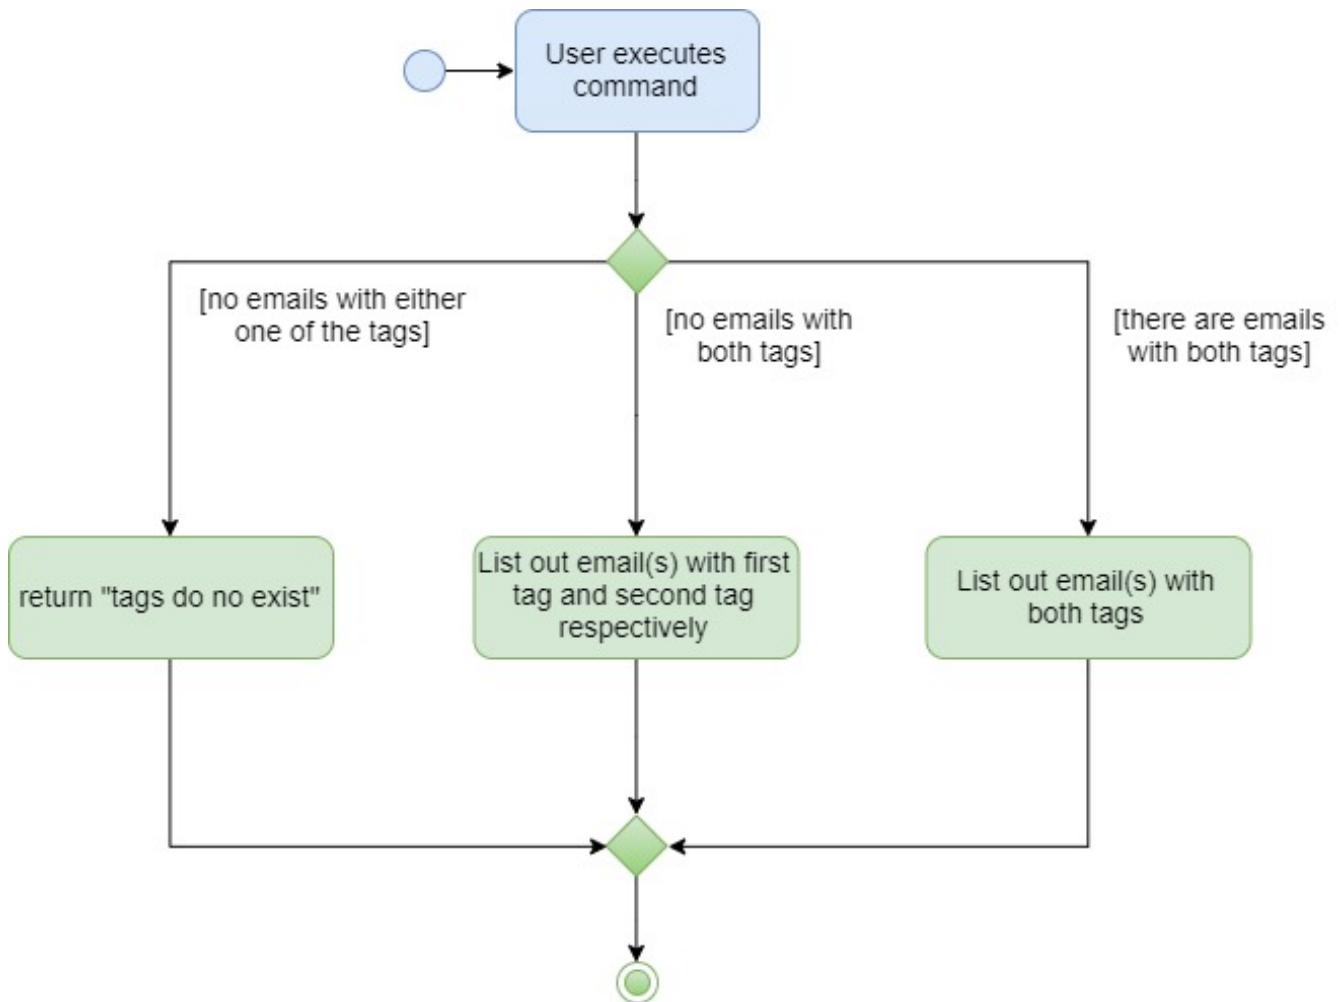 User executes
command
[no emails with either
one of the tags]
[no emails with
both tags]
[there are emails
with both tags]
return "tags do no exist"
List out email(s) with first
tag and second tag
respectively
List out email(s) with
both tags